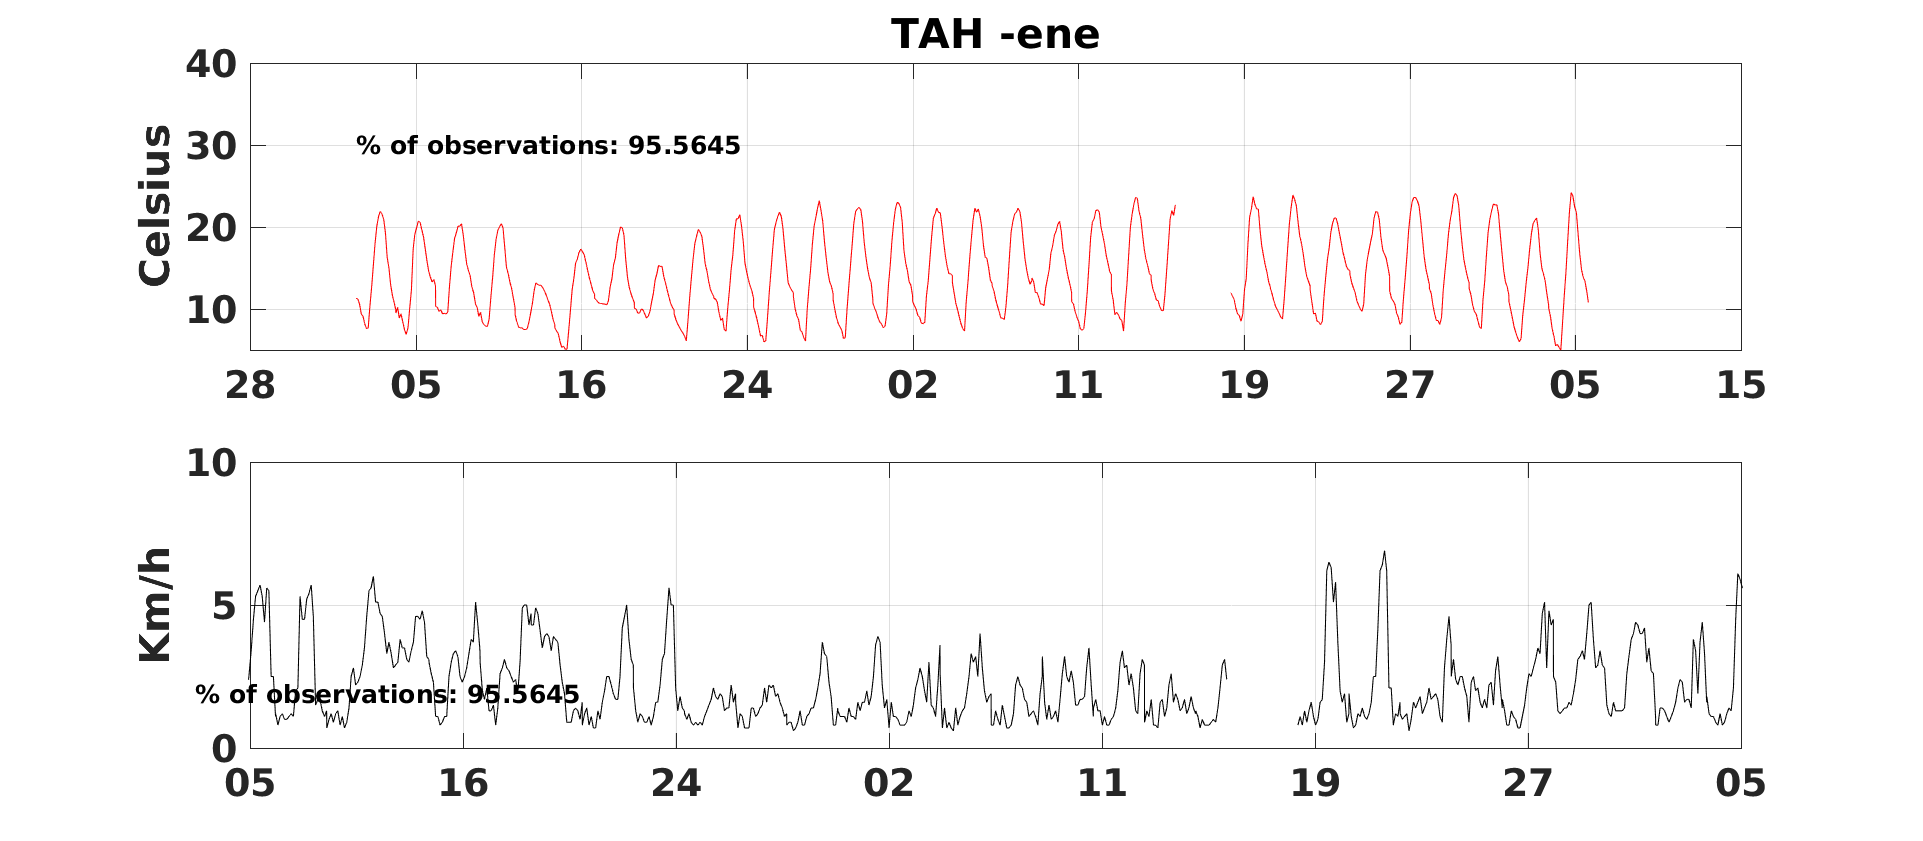 TAH -ene
40
30
20
10
Celsius
% of observations: 95.5645
28 05 16 24 02 11 19 27 05 15
10
5
0
Km/h
% of observations: 95.5645
05 16 24 02 11 19 27 05